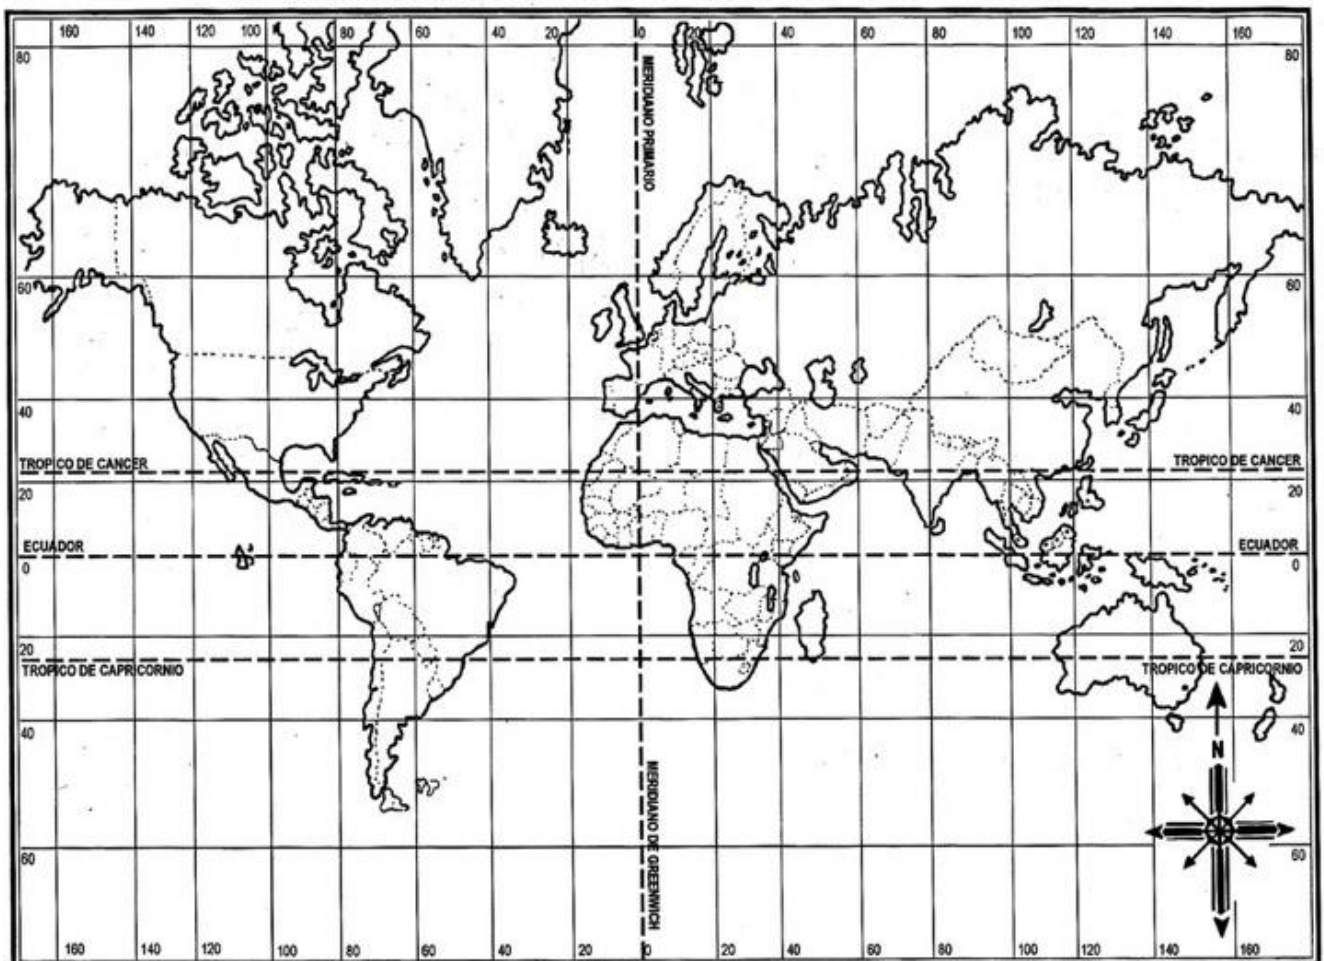 160 140 120 100 80 60 40 20 0 20 40 60 80 100 120 140 160
80 80
MERIDIANO PRIMARIO
60 60
40 40
TROPICO DE CANCER TROPICO DE CANCER
20 20
ECUADOR ECUADOR
0 0
20 20
TROPICO DE CAPRICORNIO TROPICO DE CAPRICORNIO
40 40
N
MERIDIANO DE GREENWICH
60 60
160 140 120 100 80 60 40 20 0 20 40 60 80 100 120 140 160